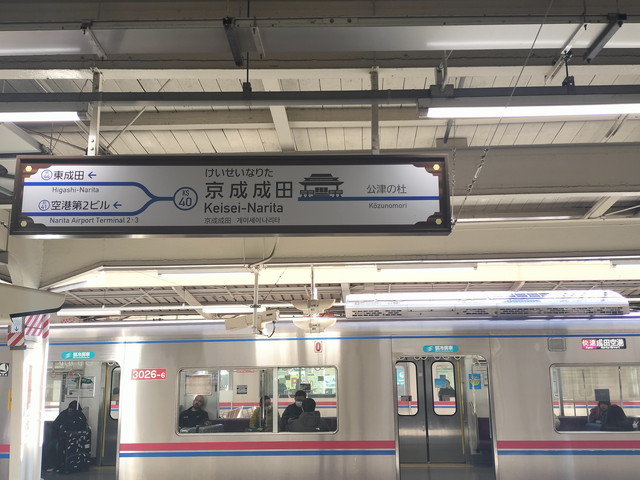 東成田 ←
Higashi-Narita
空港第2ビル ←
Narita Airport Terminal 2·3
KS
40
けいせいなりた
京成成田
Keisei-Narita
京成成田 게이세이나리타
公津の杜
Kōzunomori
快速成田空港
3026-6
0